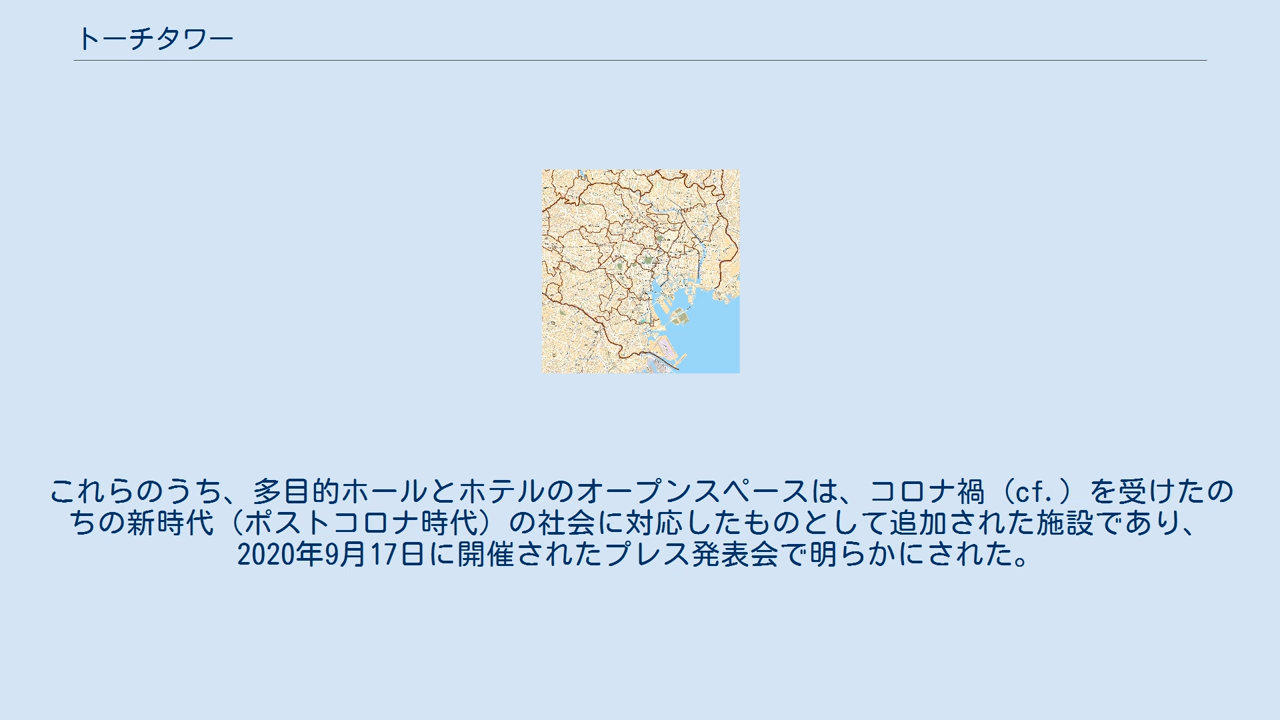 トーチタワー
これらのうち、多目的ホールとホテルのオープンスペースは、コロナ禍（cf.）を受けたの
ちの新時代（ポストコロナ時代）の社会に対応したものとして追加された施設であり、
2020年9月17日に開催されたプレス発表会で明らかにされた。